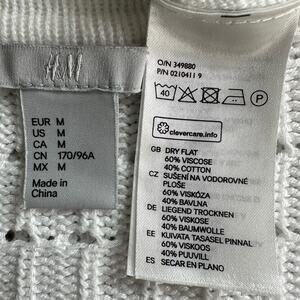 H&M
EUR M
US M
CA M
CN 170/96A
MX M
Made in
China
O/N 349880
P/N 0210411 9
40
P
clevercare.info
GB DRY FLAT
60% VISCOSE
40% COTTON
CZ SUŠENÍ NA VODOROVNÉ
PLOŠE
60% VISKÓZA
40% BAVLNA
DE LIEGEND TROCKNEN
60% VISKOSE
40% BAUMWOLLE
EE KUIVATA TASASEL PINNAL
60% VISKOOS
40% PUUVILL
ES SECAR EN PLANO